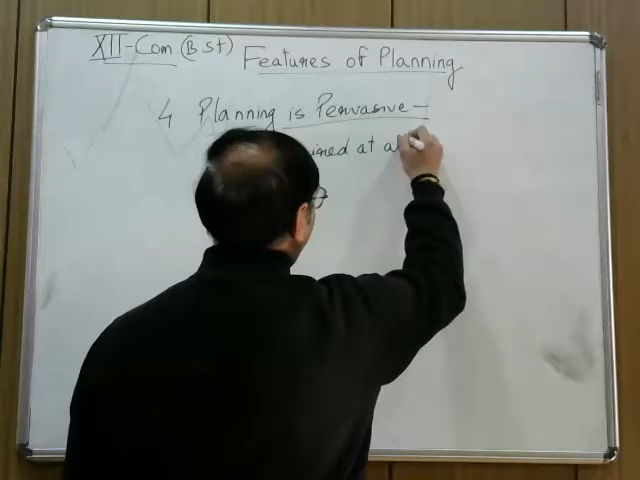 XII-Com (B st)
Features of Planning
4 Planning is Pervasive -
at